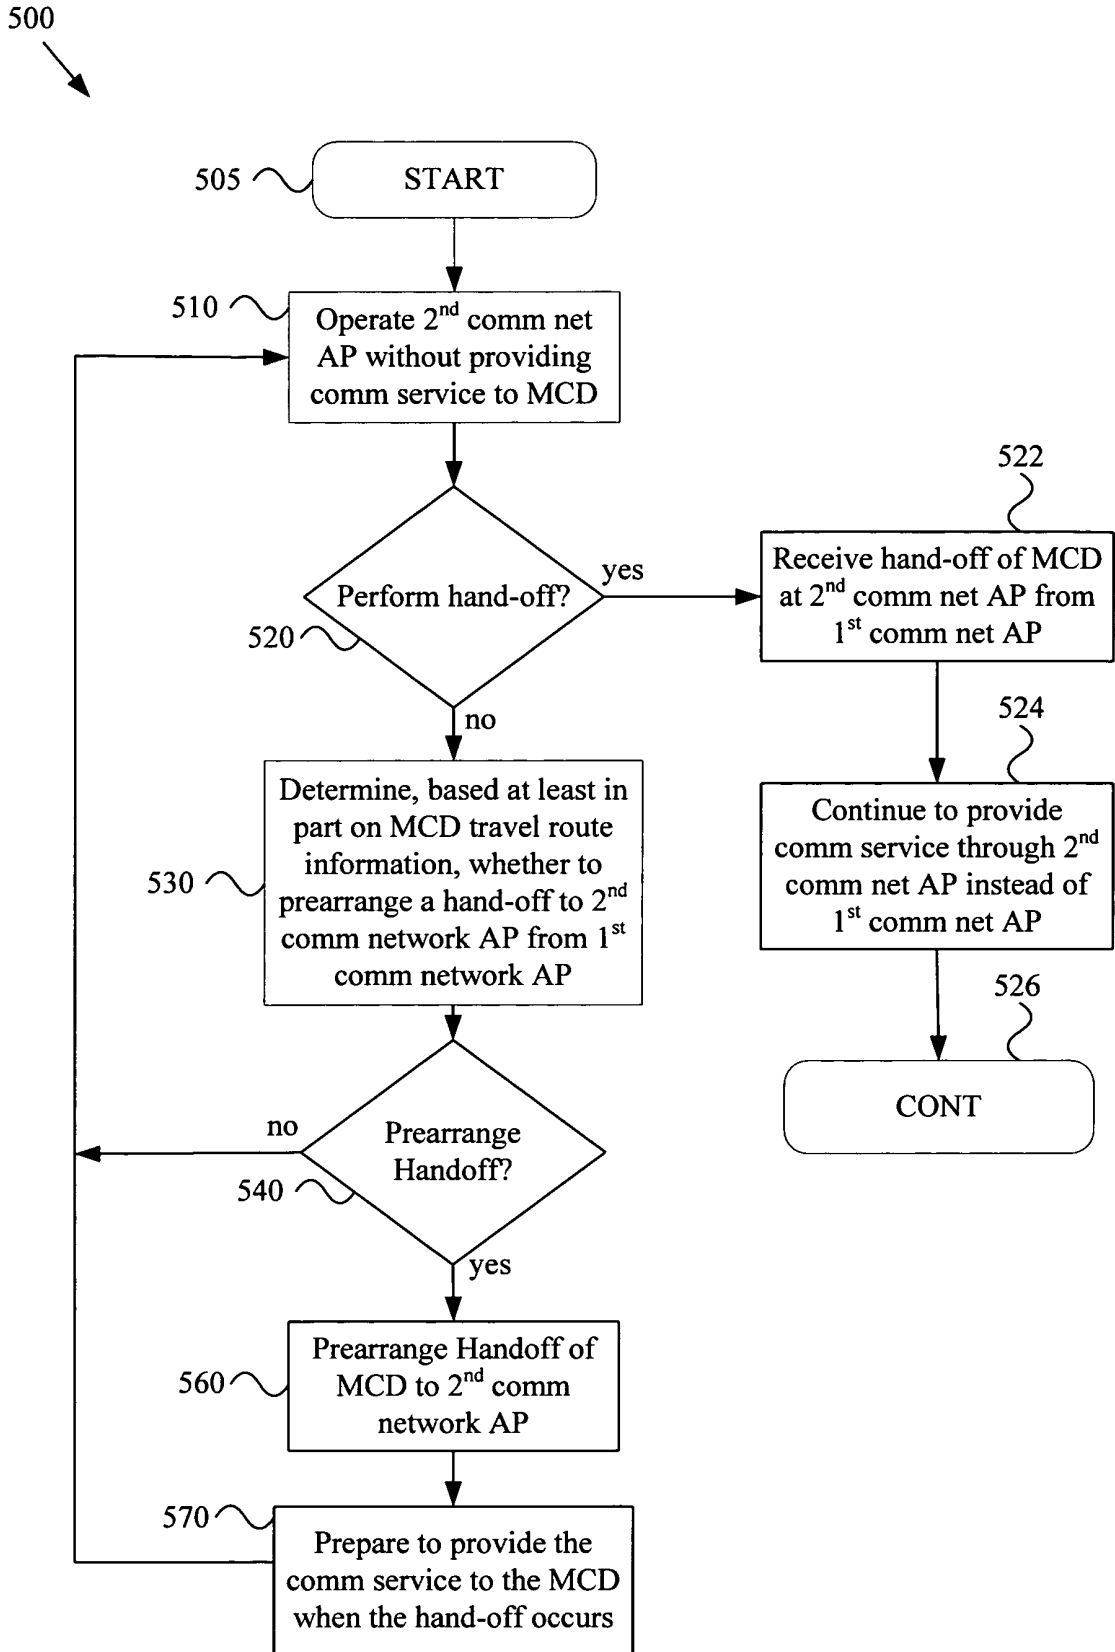 500
505
START
510
Operate 2nd comm net
AP without providing
comm service to MCD
520
Perform hand-off?
yes
no
522
Receive hand-off of MCD
at 2nd comm net AP from
1st comm net AP
524
Continue to provide
comm service through 2nd
comm net AP instead of
1st comm net AP
526
CONT
530
Determine, based at least in
part on MCD travel route
information, whether to
prearrange a hand-off to 2nd
comm network AP from 1st
comm network AP
540
Prearrange
Handoff?
no
yes
560
Prearrange Handoff of
MCD to 2nd comm
network AP
570
Prepare to provide the
comm service to the MCD
when the hand-off occurs